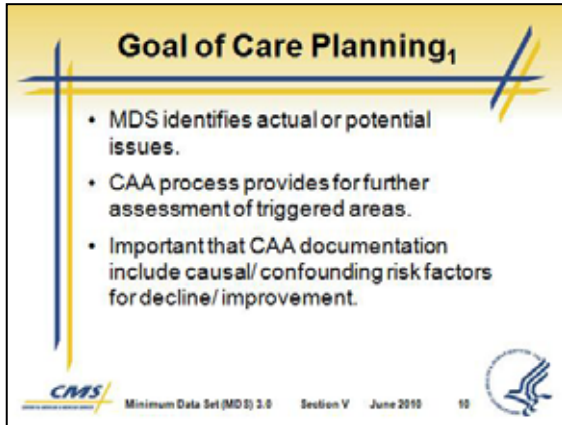 Goal of Care Planning1
• MDS identifies actual or potential
issues.
• CAA process provides for further
assessment of triggered areas.
• Important that CAA documentation
include causal/ confounding risk factors
for decline/ improvement.
CMS
Minimum Data Set (MDS) 3.0 Section V June 2010 10